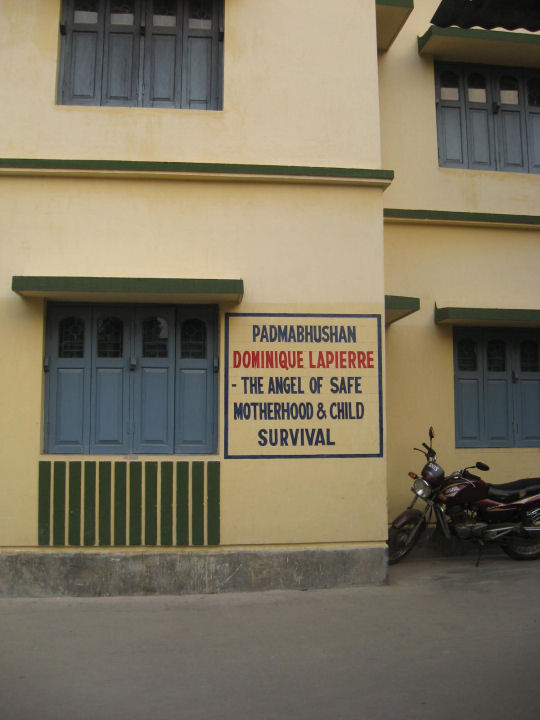 PADMABHUSHAN
DOMINIQUE LAPIERRE
- THE ANGEL OF SAFE
MOTHERHOOD & CHILD
SURVIVAL